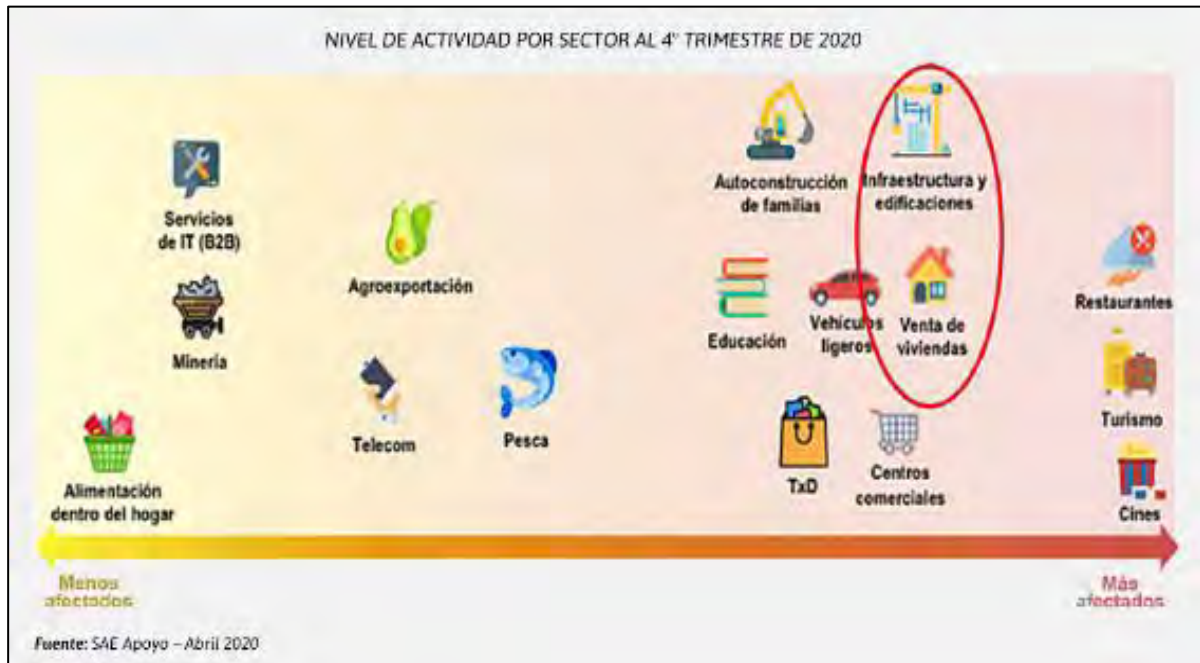 NIVEL DE ACTIVIDAD POR SECTOR AL 4° TRIMESTRE DE 2020
Servicios
de IT (B2B)
Minería
Alimentación
dentro del hogar
Agroexportación
Telecom
Pesca
Autoconstrucción
de familias
Infraestructura y
edificaciones
Educación
Vehículos
ligeros
Venta de
viviendas
TxD
Centros
comerciales
Restaurantes
Turismo
Cines
Menos
afectados
Más
afectados
Fuente: SAE Apoyo – Abril 2020